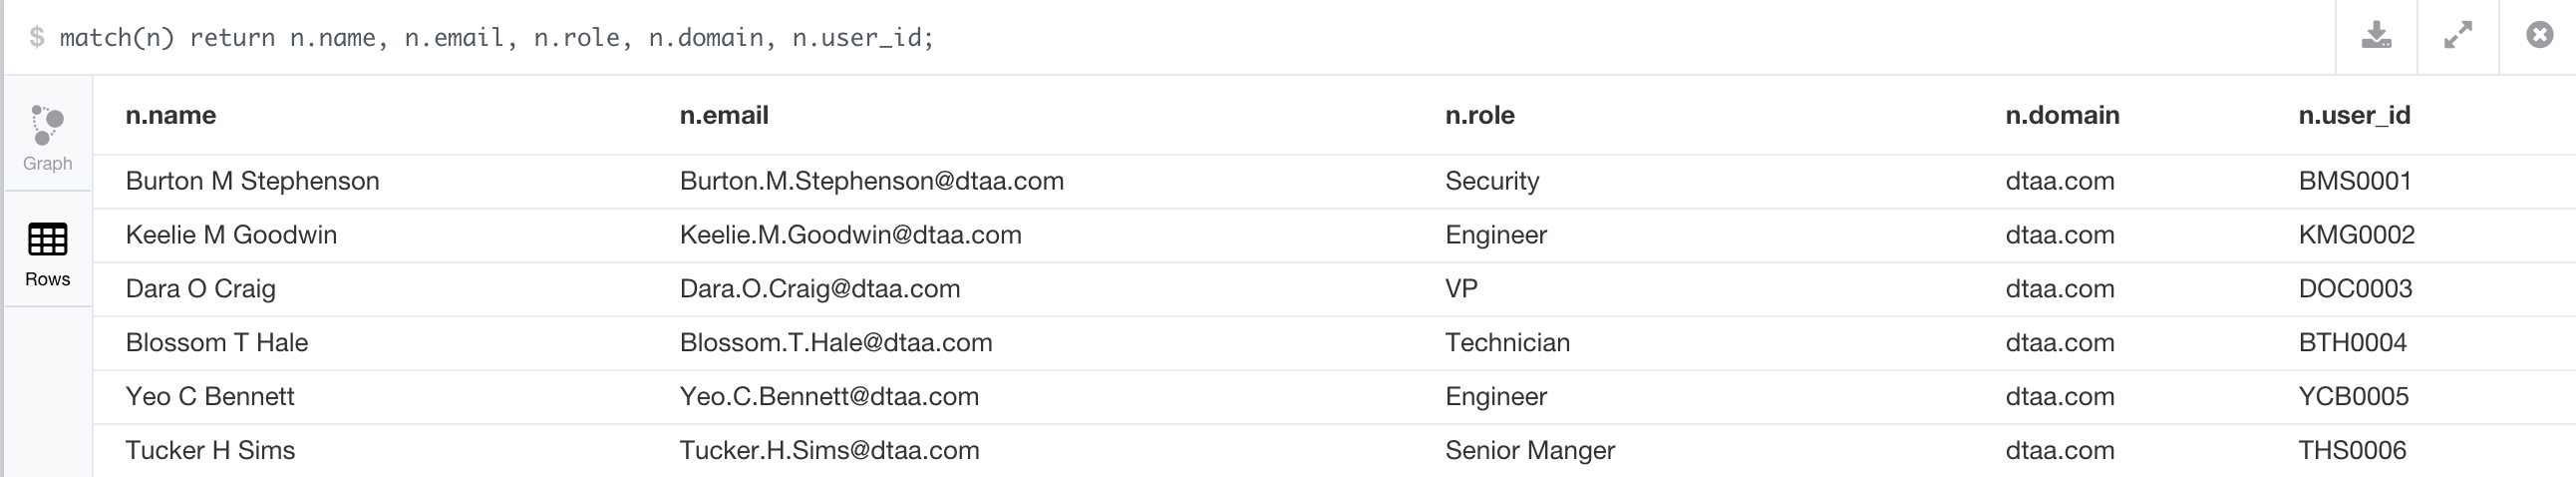 $ match(n) return n.name, n.email, n.role, n.domain, n.user_id;
Graph
Rows
n.name n.email n.role n.domain n.user_id
Burton M Stephenson Burton.M.Stephenson@dtaa.com Security dtaa.com BMS0001
Keelie M Goodwin Keelie.M.Goodwin@dtaa.com Engineer dtaa.com KMG0002
Dara O Craig Dara.O.Craig@dtaa.com VP dtaa.com DOC0003
Blossom T Hale Blossom.T.Hale@dtaa.com Technician dtaa.com BTH0004
Yeo C Bennett Yeo.C.Bennett@dtaa.com Engineer dtaa.com YCB0005
Tucker H Sims Tucker.H.Sims@dtaa.com Senior Manger dtaa.com THS0006